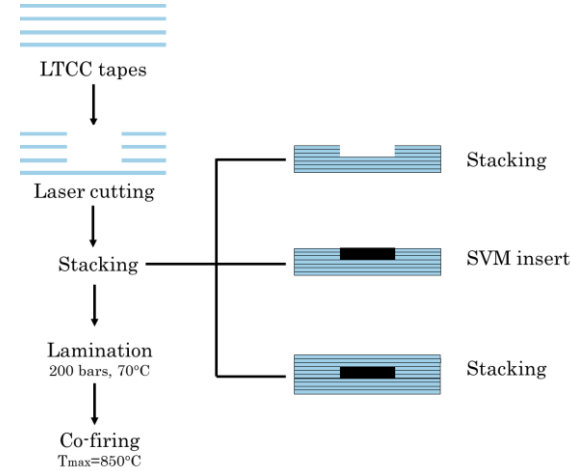 LTCC tapes
Laser cutting
Stacking
Lamination
200 bars, 70°C
Co-firing
Tmax=850°C
Stacking
SVM insert
Stacking